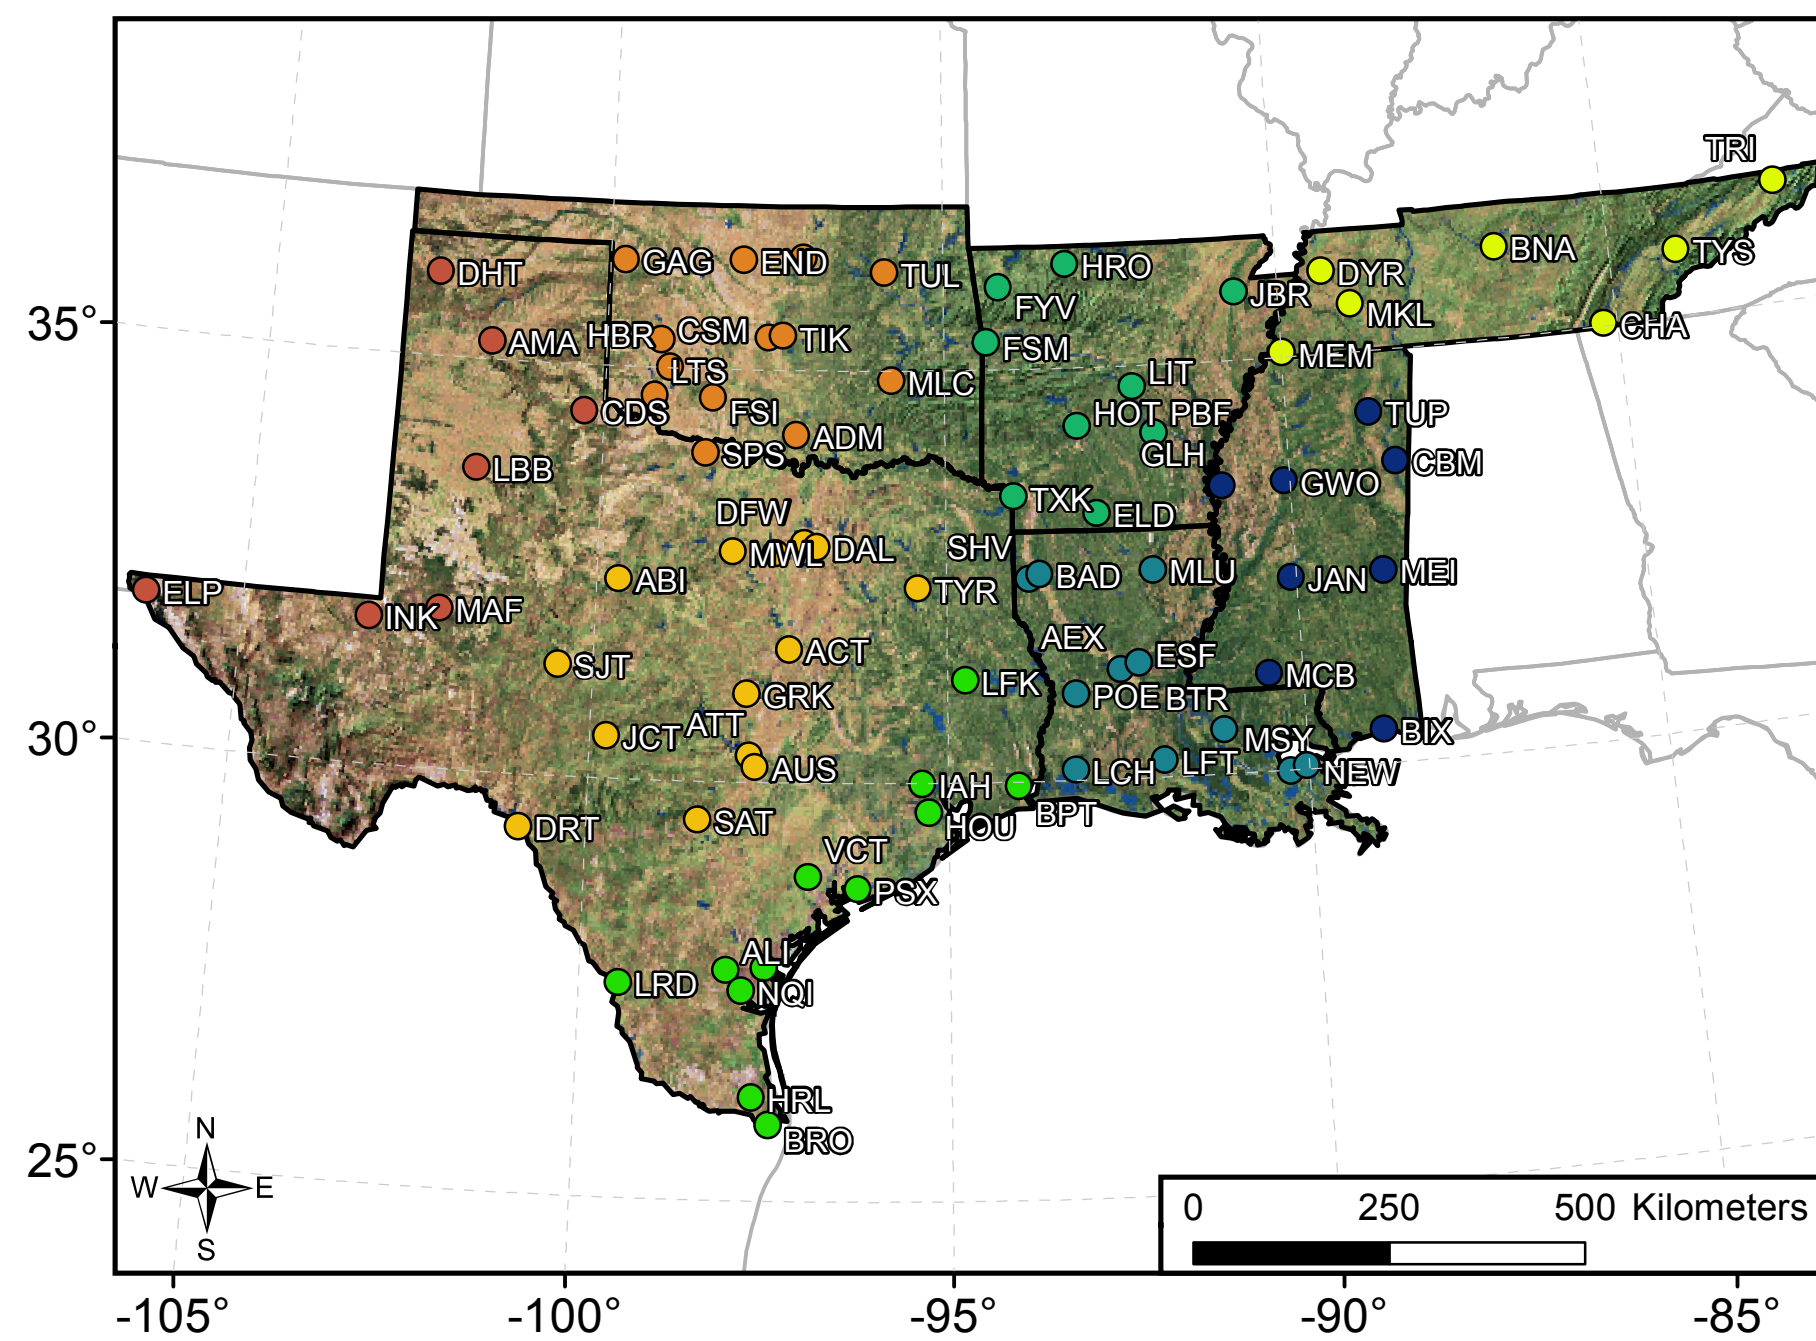 TRI
GAG
END
TUL
HRO
DYR
BNA
TYS
DHT
FYV
JBR
MKL
CHA
35°
AMA
HBR
CSM
TIK
FSM
MEM
LTS
MLC
LIT
CDS
FSI
ADM
HOT
PBF
TUP
LBB
SPS
GLH
GWO
CBM
DFW
TXK
ELD
MWL
DAL
SHV
ELP
ABI
TYR
BAD
MLU
JAN
MEI
INK
MAF
ACT
AEX
ESF
SJT
LFK
POE
BTR
MCB
GRK
30°
JCT
ATT
MSY
BIX
AUS
IAH
LCH
LFT
NEW
DRT
SAT
HOU
BPT
VCT
PSX
ALI
LRD
NQI
HRL
BRO
25°
N
W
E
S
0
250
500
Kilometers
-105°
-100°
-95°
-90°
-85°